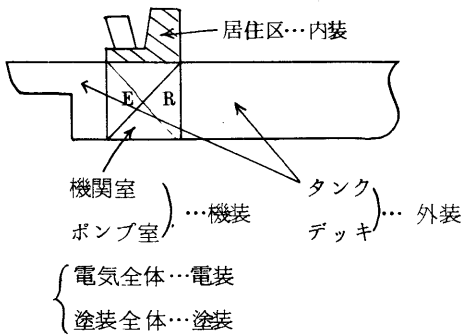 居住区…内装
E R
機関室
ポンプ室
…機装
タンク
デッキ
… 外装
電気全体…電装
塗装全体…塗装